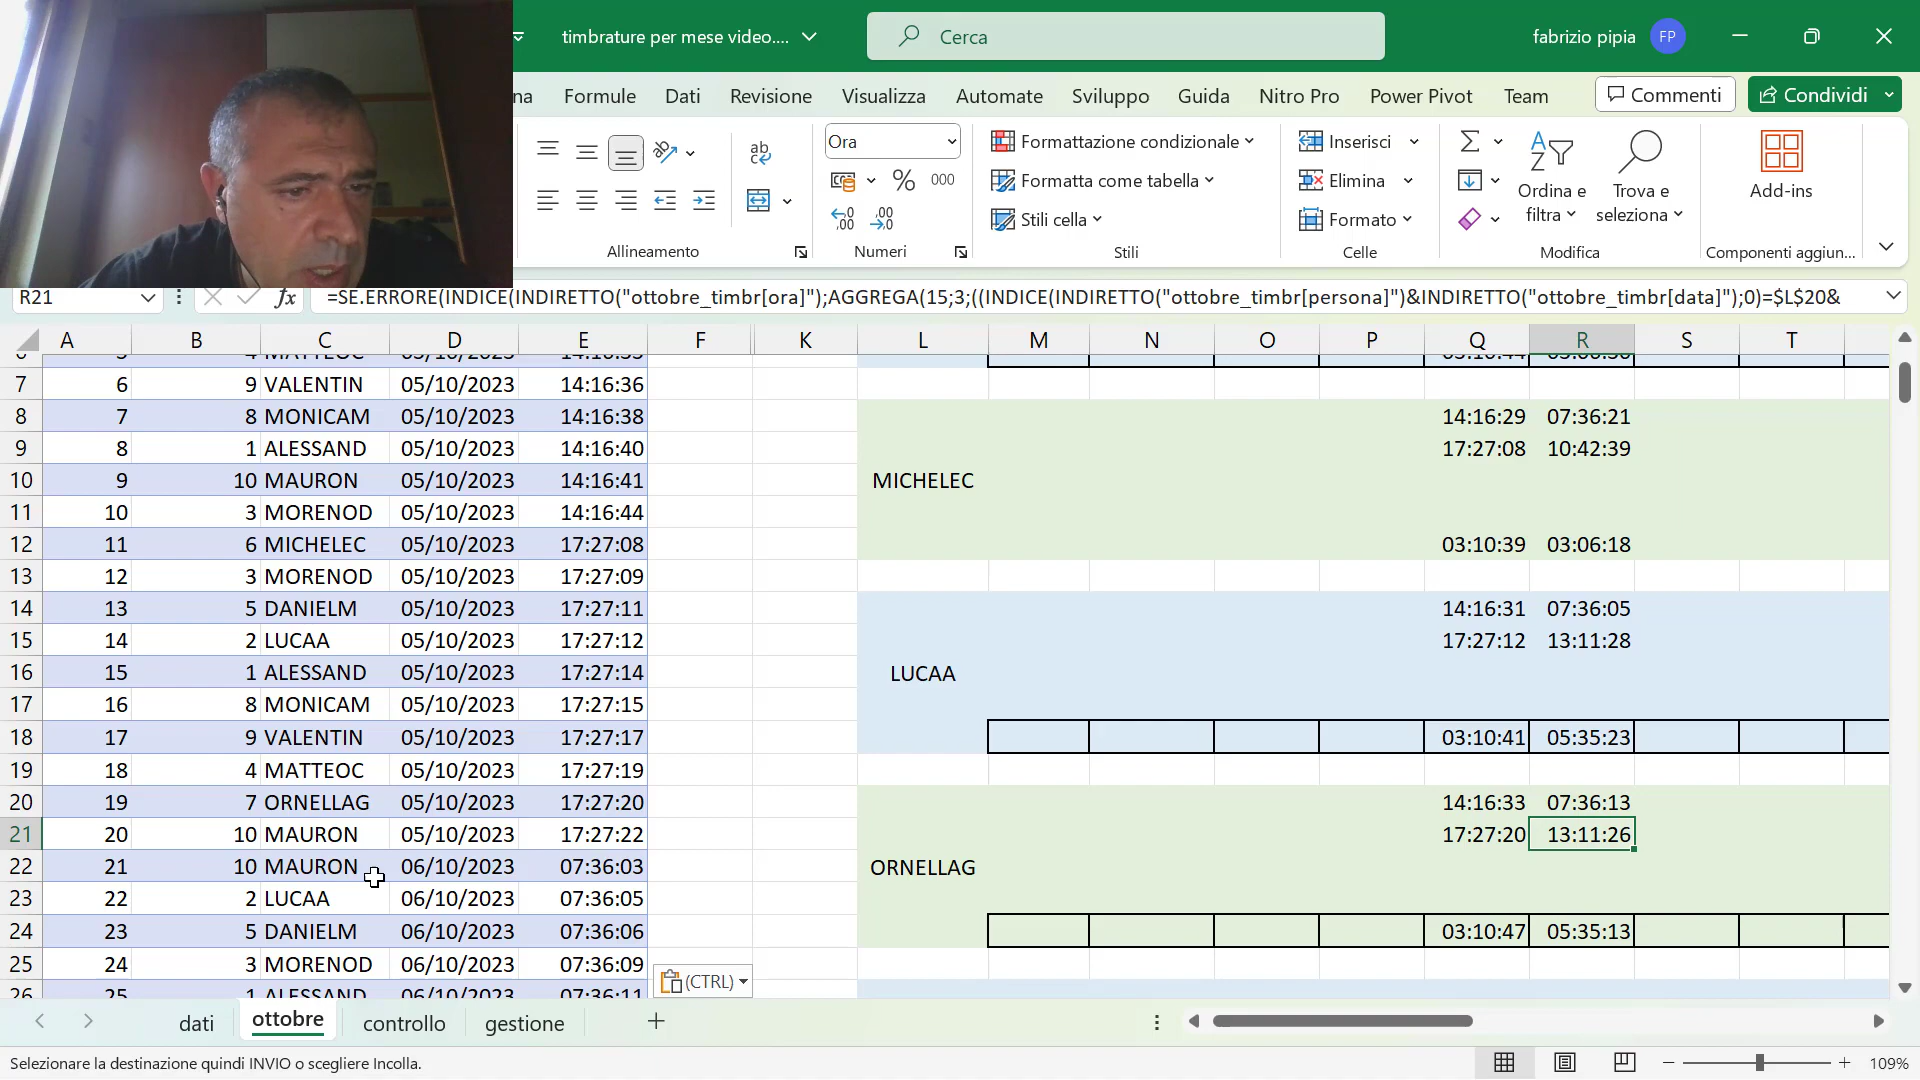 timbrature per mese video....
Cerca
fabrizio pipia
FP
na Formule Dati Revisione Visualizza Automate Sviluppo Guida Nitro Pro Power Pivot Team
Commenti
Condividi
ab
Ora
% 000
Formattazione condizionale
Formatta come tabella
Stili cella
Inserisci
Elimina
Formato
Ordina e filtra
Trova e seleziona
Add-ins
Allineamento Numeri Stili Celle Modifica Componenti aggiun...
R21 fx =SE.ERRORE(INDICE(INDIRETTO("ottobre_timbr[ora]");AGGREGA(15;3;((INDICE(INDIRETTO("ottobre_timbr[persona]")&INDIRETTO("ottobre_timbr[data]");0)=$L$20&
A B C D E F K L M N O P Q R S T
7 6 9 VALENTIN 05/10/2023 14:16:36
8 7 8 MONICAM 05/10/2023 14:16:38 14:16:29 07:36:21
9 8 1 ALESSAND 05/10/2023 14:16:40 17:27:08 10:42:39
10 9 10 MAURON 05/10/2023 14:16:41 MICHELEC
11 10 3 MORENOD 05/10/2023 14:16:44
12 11 6 MICHELEC 05/10/2023 17:27:08 03:10:39 03:06:18
13 12 3 MORENOD 05/10/2023 17:27:09
14 13 5 DANIELM 05/10/2023 17:27:11 14:16:31 07:36:05
15 14 2 LUCAA 05/10/2023 17:27:12 17:27:12 13:11:28
16 15 1 ALESSAND 05/10/2023 17:27:14 LUCAA
17 16 8 MONICAM 05/10/2023 17:27:15
18 17 9 VALENTIN 05/10/2023 17:27:17 03:10:41 05:35:23
19 18 4 MATTEOC 05/10/2023 17:27:19
20 19 7 ORNELLAG 05/10/2023 17:27:20 14:16:33 07:36:13
21 20 10 MAURON 05/10/2023 17:27:22 17:27:20 13:11:26
22 21 10 MAURON 06/10/2023 07:36:03 ORNELLAG
23 22 2 LUCAA 06/10/2023 07:36:05
24 23 5 DANIELM 06/10/2023 07:36:06 03:10:47 05:35:13
25 24 3 MORENOD 06/10/2023 07:36:09
26 25 1 ALESSAND 06/10/2023 07:36:11
(CTRL)
dati ottobre controllo gestione
Selezionare la destinazione quindi INVIO o scegliere Incolla.
109%